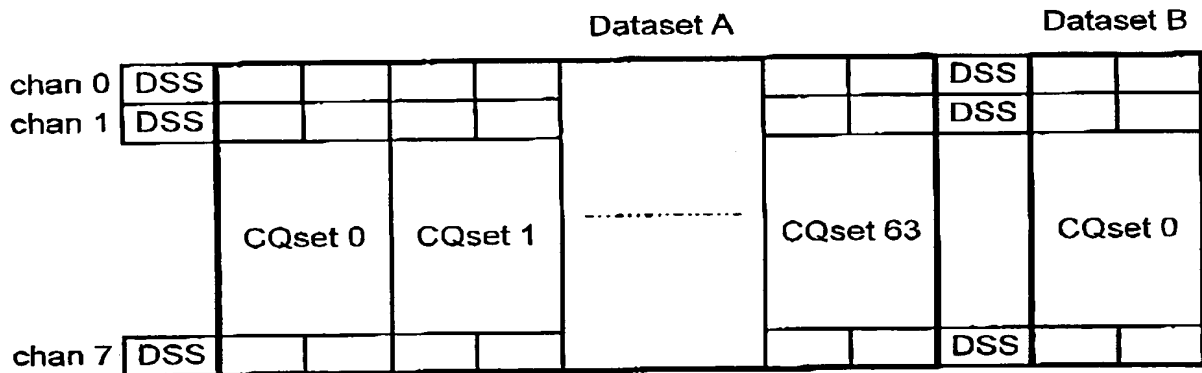 Dataset A Dataset B
chan 0 DSS DSS
chan 1 DSS DSS
CQset 0 CQset 1 CQset 63 CQset 0
chan 7 DSS DSS